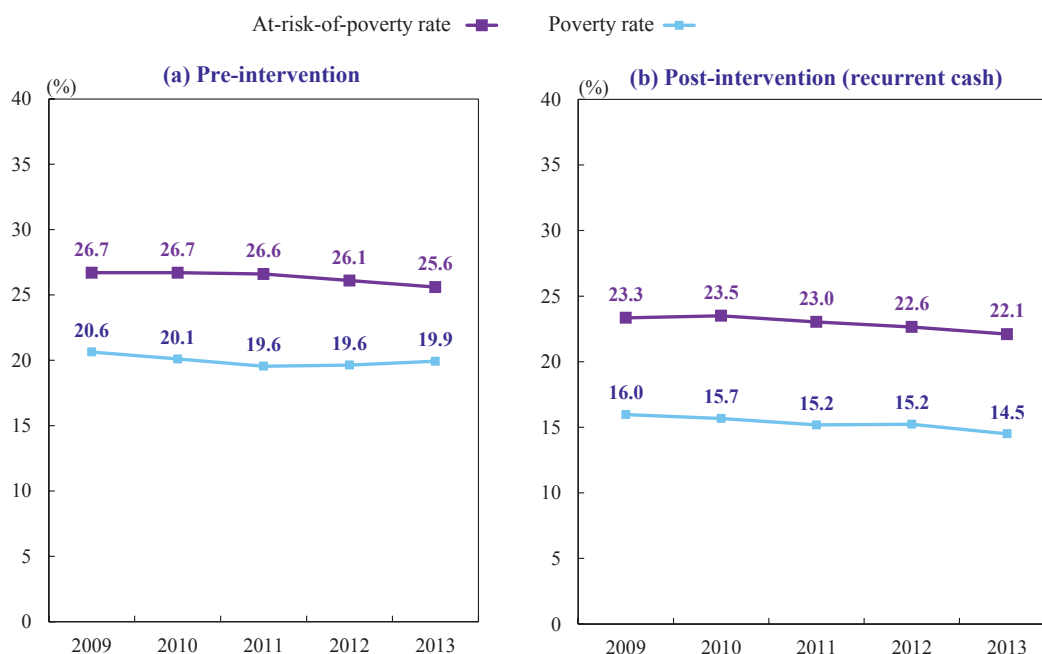 At-risk-of-poverty rate Poverty rate
(a) Pre-intervention
(%)
40
35
30
25
20
15
10
5
0
26.7 26.7 26.6 26.1 25.6
20.6 20.1 19.6 19.6 19.9
2009 2010 2011 2012 2013
(b) Post-intervention (recurrent cash)
(%)
40
35
30
25
20
15
10
5
0
23.3 23.5 23.0 22.6 22.1
16.0 15.7 15.2 15.2 14.5
2009 2010 2011 2012 2013